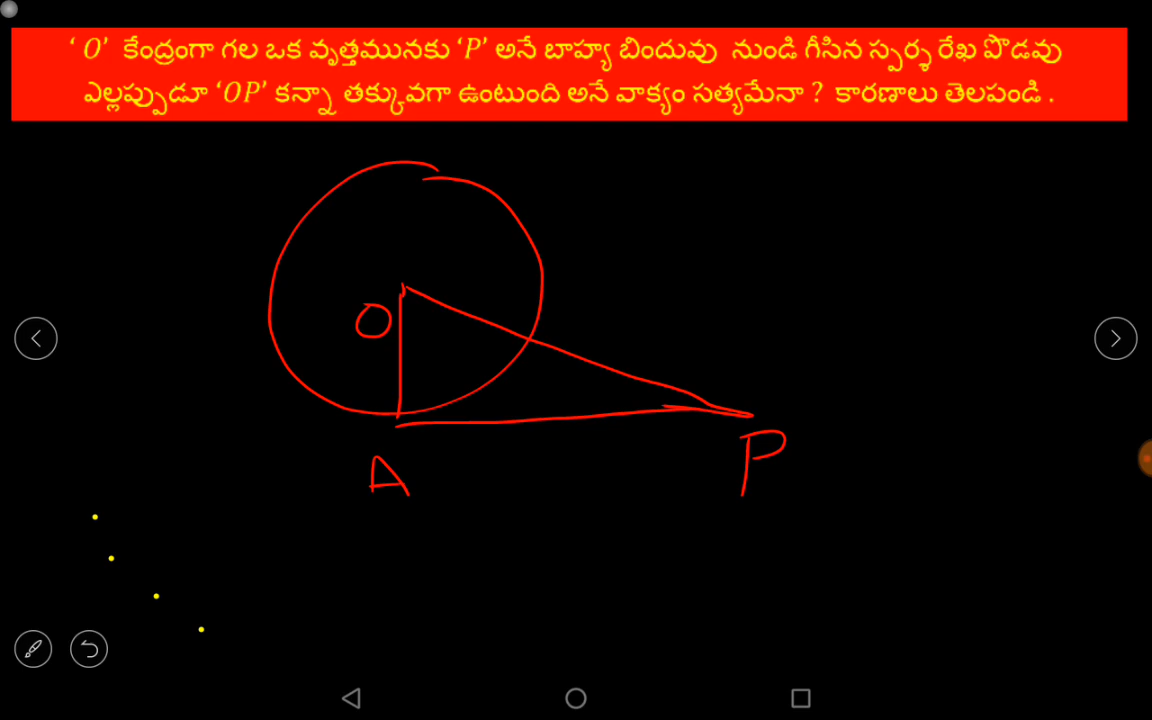 ‘ O’ కేంద్రంగా గల ఒక వృత్తమునకు ‘P’ అనే బాహ్య బిందువు నుండి గీసిన స్పర్శ రేఖ పొడవు
ఎల్లప్పుడూ ‘OP’ కన్నా తక్కువగా ఉంటుంది అనే వాక్యం సత్యమేనా ? కారణాలు తెలపండి .
O
A
P